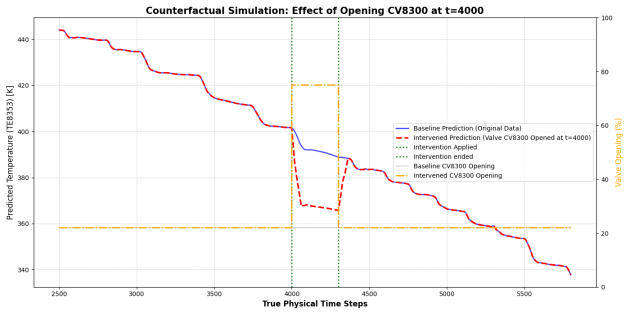 Counterfactual Simulation: Effect of Opening CV8300 at t=4000
Predicted Temperature (TE8353) [K]
440
420
400
380
360
340
100
80
60
40
20
0
Valve Opening (%)
Baseline Prediction (Original Data)
Intervened Prediction (Valve CV8300 Opened at t=4000)
Intervention Applied
Intervention ended
Baseline CV8300 Opening
Intervened CV8300 Opening
2500
3000
3500
4000
4500
5000
5500
True Physical Time Steps